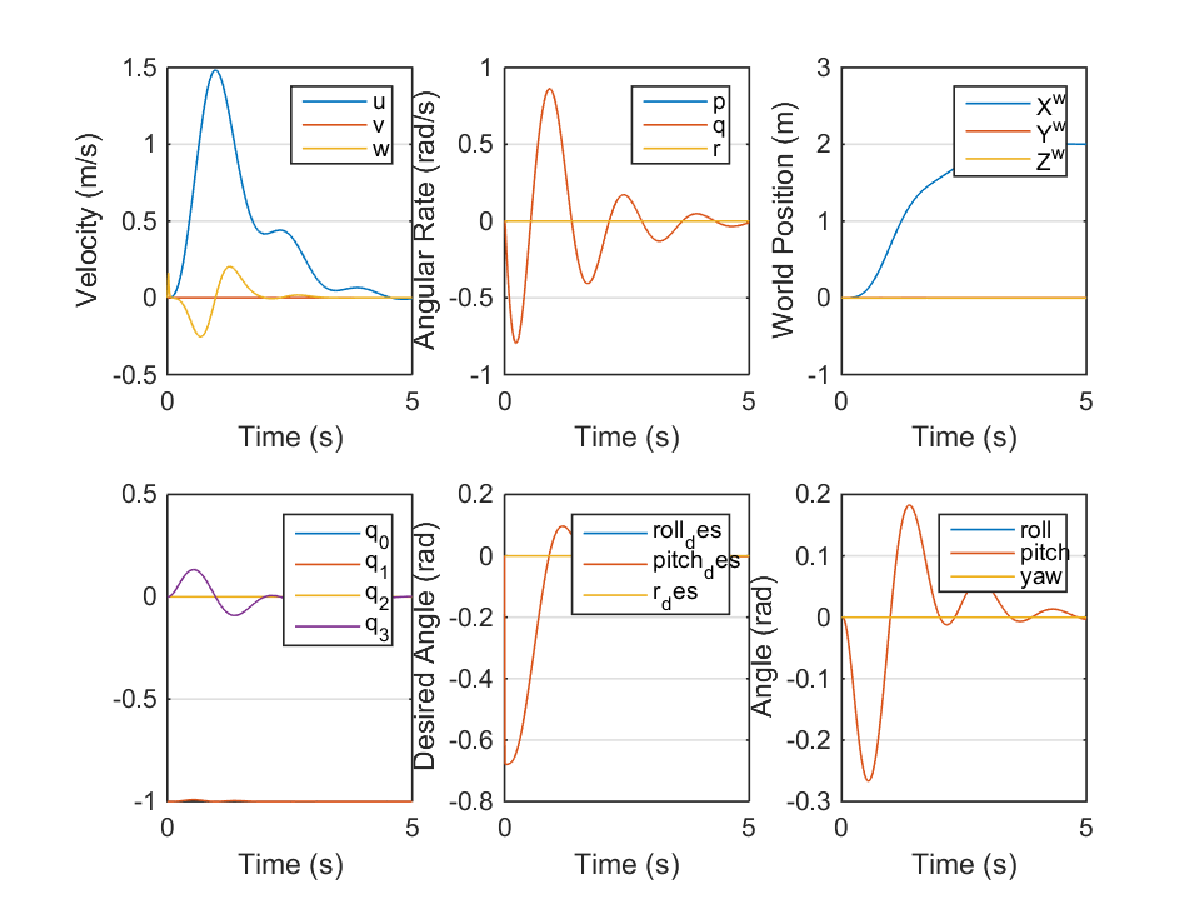 Velocity (m/s)
1.5
1
0.5
0
-0.5
u
v
w
0
5
Time (s)
Angular Rate (rad/s)
1
0.5
0
-0.5
-1
p
q
r
0
5
Time (s)
World Position (m)
3
2
1
0
-1
X^w
Y^w
Z^w
0
5
Time (s)
0.5
0
-0.5
-1
q_0
q_1
q_2
q_3
0
5
Time (s)
Desired Angle (rad)
0.2
0
-0.2
-0.4
-0.6
-0.8
roll_des
pitch_des
r_des
0
5
Time (s)
Angle (rad)
0.2
0.1
0
-0.1
-0.2
-0.3
roll
pitch
yaw
0
5
Time (s)